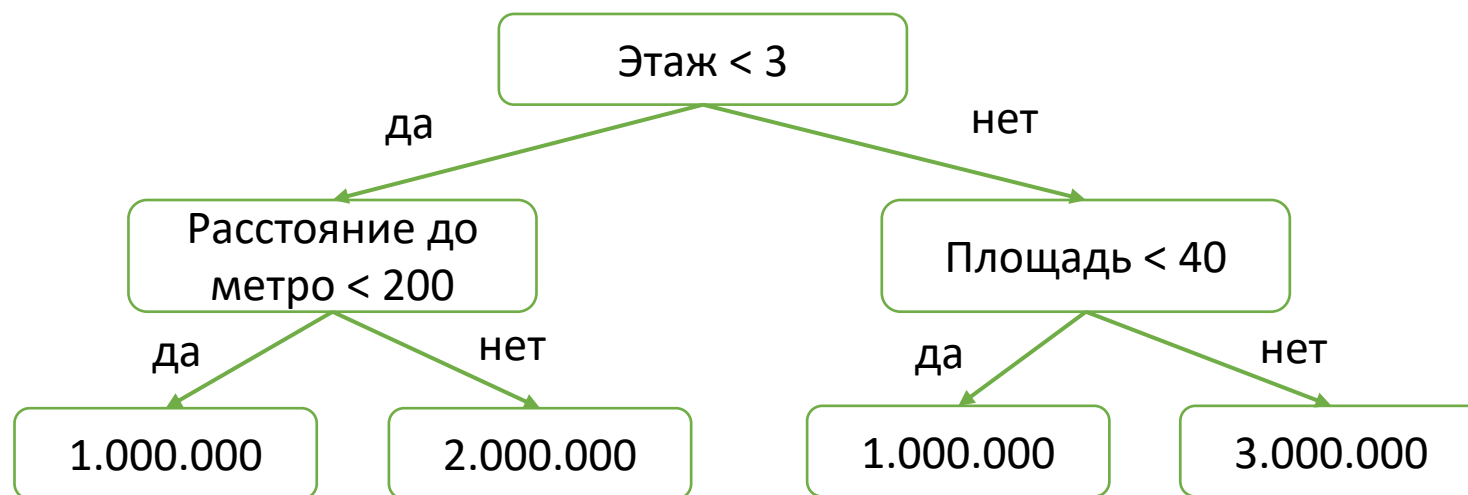 Этаж < 3
да
нет
Расстояние до
метро < 200
Площадь < 40
да
нет
да
нет
1.000.000
2.000.000
1.000.000
3.000.000